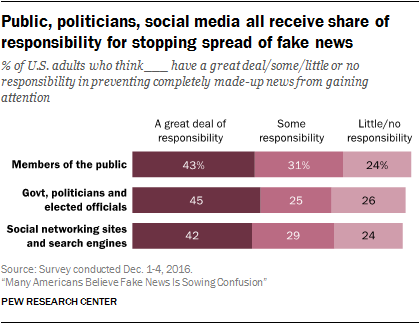 Public, politicians, social media all receive share of
responsibility for stopping spread of fake news
% of U.S. adults who think ___ have a great deal/some/little or no
responsibility in preventing completely made-up news from gaining
attention
A great deal of responsibility
Some responsibility
Little/no responsibility
Members of the public 43% 31% 24%
Govt, politicians and elected officials 45 25 26
Social networking sites and search engines 42 29 24
Source: Survey conducted Dec. 1-4, 2016.
“Many Americans Believe Fake News Is Sowing Confusion”
PEW RESEARCH CENTER